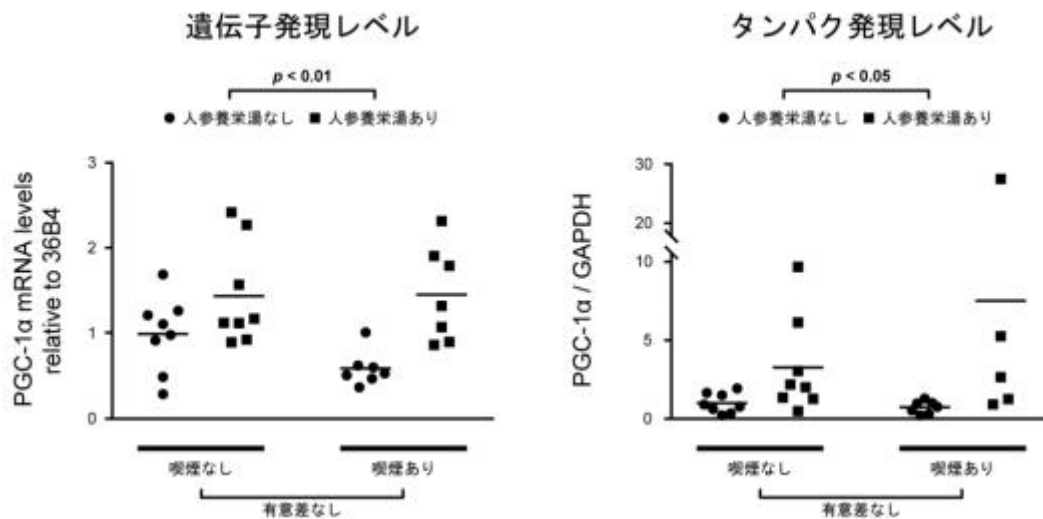 遺伝子発現レベル
p < 0.01
● 人参養栄湯なし ■ 人参養栄湯あり
PGC-1α mRNA levels
relative to 36B4
3
2
1
0
喫煙なし
喫煙あり
有意差なし
タンパク発現レベル
p < 0.05
● 人参養栄湯なし ■ 人参養栄湯あり
PGC-1α / GAPDH
30
20
10
5
0
喫煙なし
喫煙あり
有意差なし